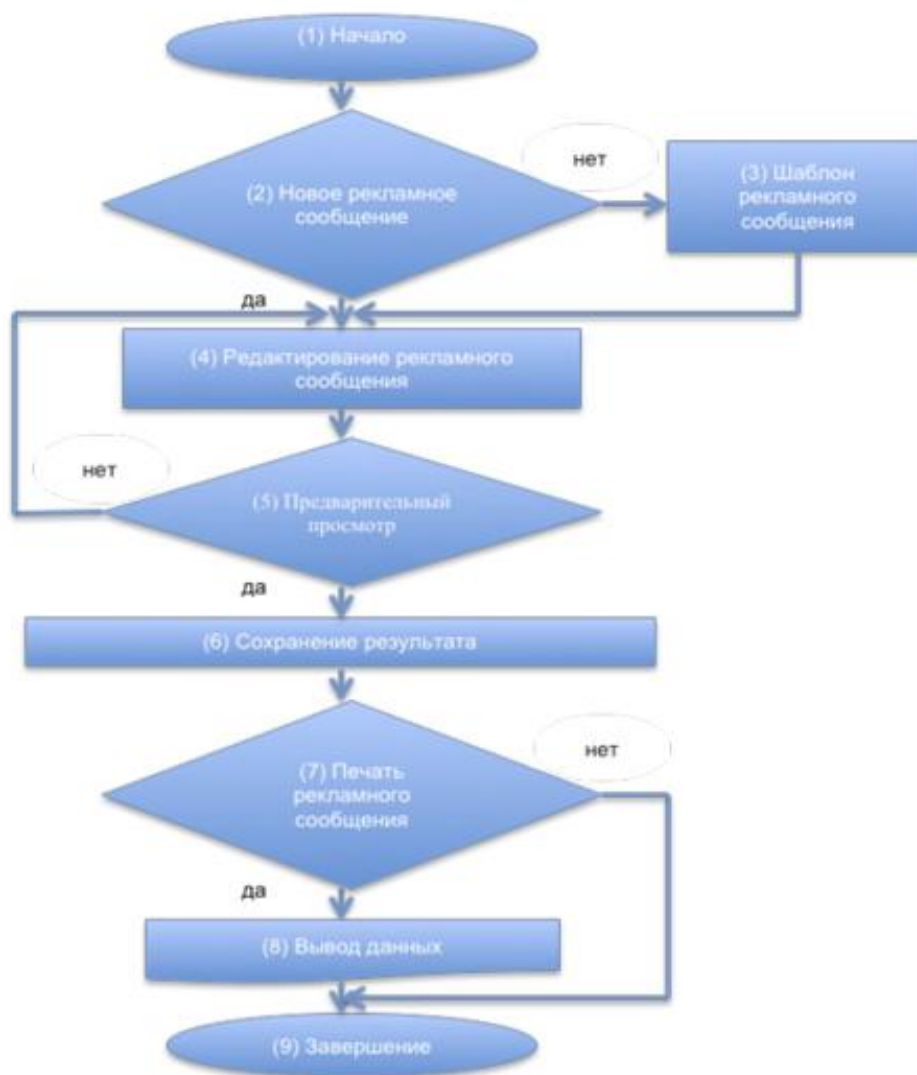 (1) Начало
(2) Новое рекламное
сообщение
нет
(3) Шаблон
рекламного
сообщения
да
(4) Редактирование рекламного
сообщения
нет
(5) Предварительный
просмотр
да
(6) Сохранение результата
(7) Печать
рекламного
сообщения
нет
да
(8) Вывод данных
(9) Завершение